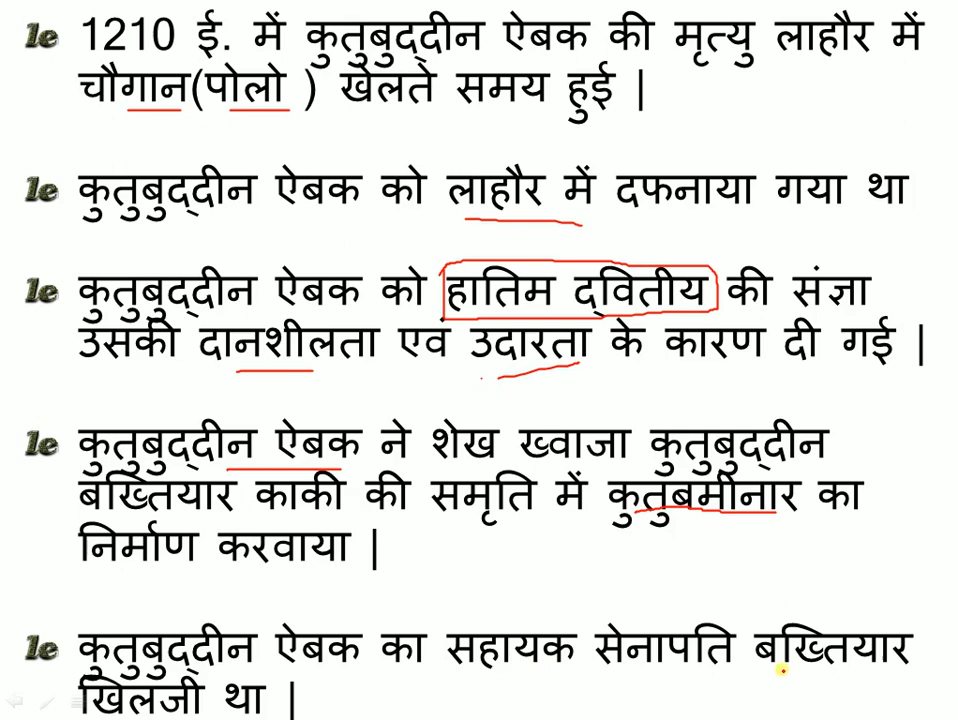 1210 ई. में कुतुबुद्दीन ऐबक की मृत्यु लाहौर में
चौगान(पोलो ) खेलते समय हुई |
कुतुबुद्दीन ऐबक को लाहौर में दफनाया गया था
कुतुबुद्दीन ऐबक को हातिम द्वितीय की संज्ञा
उसकी दानशीलता एवं उदारता के कारण दी गई |
कुतुबुद्दीन ऐबक ने शेख ख्वाजा कुतुबुद्दीन
बख्तियार काकी की समृति में कुतुबमीनार का
निर्माण करवाया |
कुतुबुद्दीन ऐबक का सहायक सेनापति बख्तियार
खिलजी था |